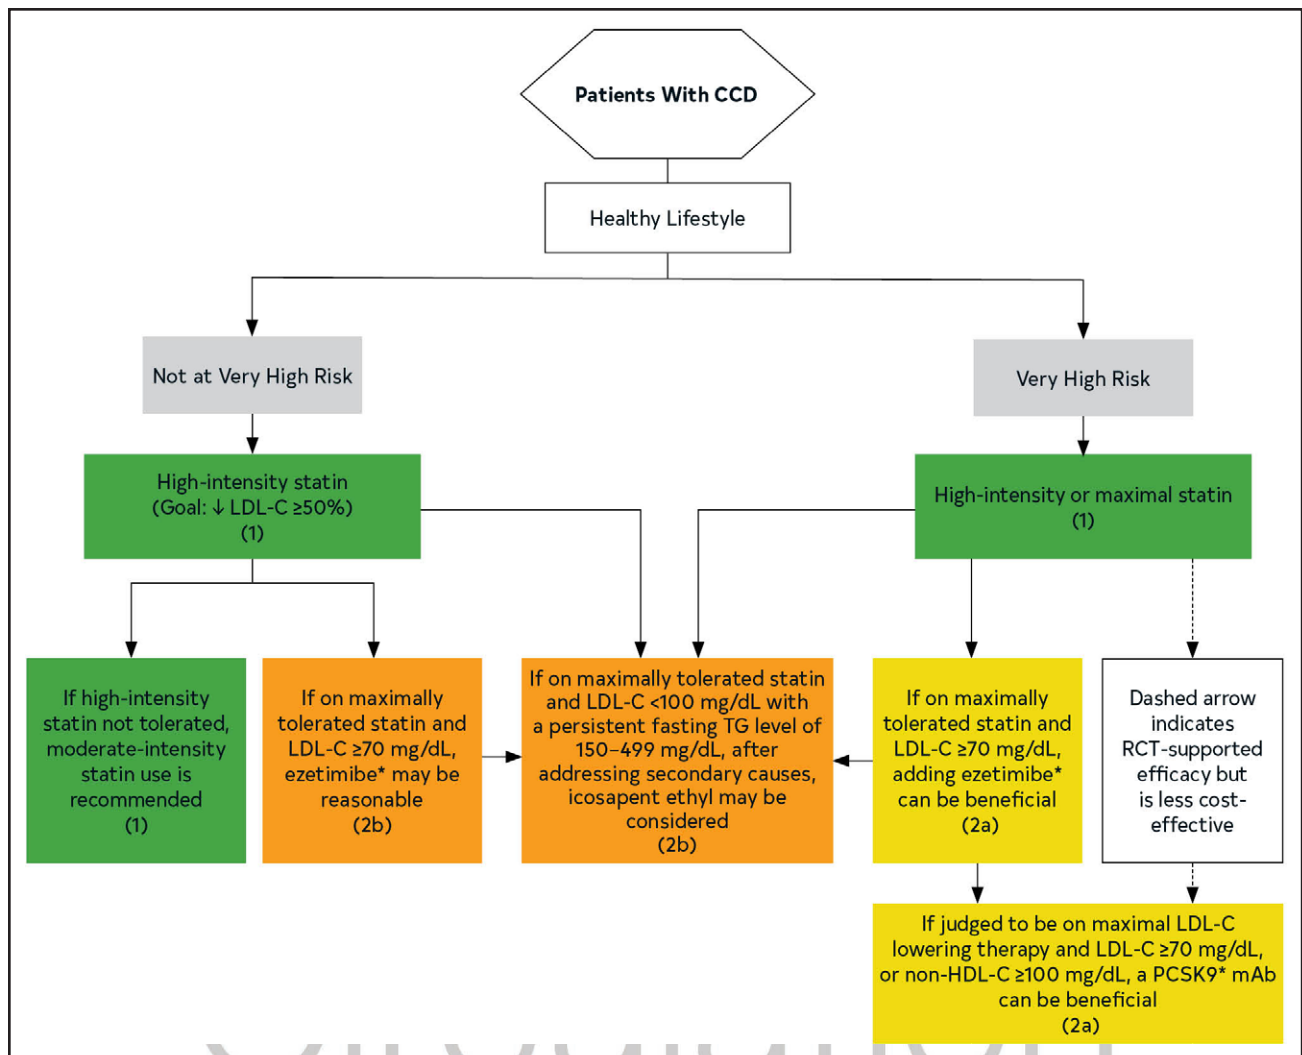 Patients With CCD
Healthy Lifestyle
Not at Very High Risk
Very High Risk
High-intensity statin
(Goal: ↓ LDL-C ≥50%)
(1)
High-intensity or maximal statin
(1)
If high-intensity
statin not tolerated,
moderate-intensity
statin use is
recommended
(1)
If on maximally
tolerated statin and
LDL-C ≥70 mg/dL,
ezetimibe* may be
reasonable
(2b)
If on maximally tolerated statin
and LDL-C <100 mg/dL with
a persistent fasting TG level of
150–499 mg/dL, after
addressing secondary causes,
icosapent ethyl may be
considered
(2b)
If on maximally
tolerated statin and
LDL-C ≥70 mg/dL,
adding ezetimibe*
can be beneficial
(2a)
Dashed arrow
indicates
RCT-supported
efficacy but
is less cost-
effective
If judged to be on maximal LDL-C
lowering therapy and LDL-C ≥70 mg/dL,
or non-HDL-C ≥100 mg/dL, a PCSK9* mAb
can be beneficial
(2a)